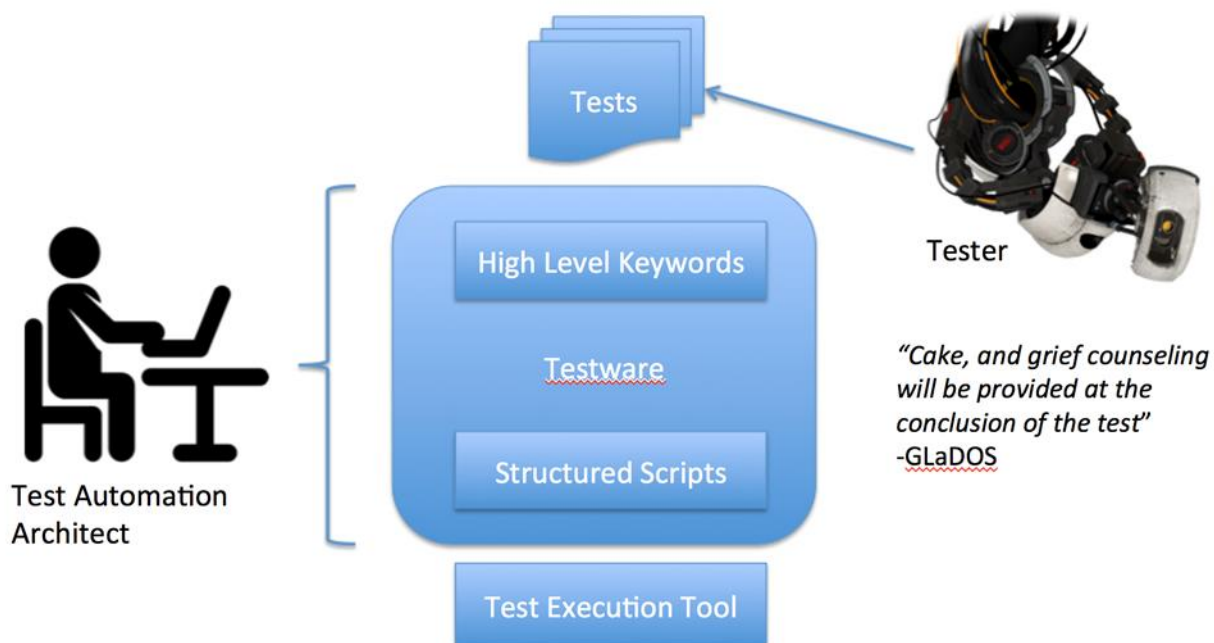 Tests
High Level Keywords
Testware
Structured Scripts
Test Execution Tool
Test Automation
Architect
Tester
“Cake, and grief counseling
will be provided at the
conclusion of the test”
-GLaDOS